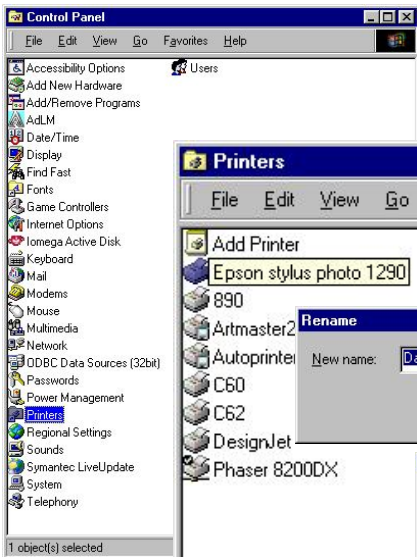 Control Panel
File Edit View Go Favorites Help
Accessibility Options
Add New Hardware
Add/Remove Programs
AdLM
Date/Time
Display
Find Fast
Fonts
Game Controllers
Internet Options
Iomega Active Disk
Keyboard
Mail
Modems
Mouse
Multimedia
Network
ODBC Data Sources (32bit)
Passwords
Power Management
Printers
Regional Settings
Sounds
Symantec LiveUpdate
System
Telephony
Users
1 object(s) selected
Printers
File Edit View Go
Add Printer
Epson stylus photo 1290
890
Artmaster2
Autoprinter
C60
C62
DesignJet
Phaser 8200DX
Rename
New name: Da